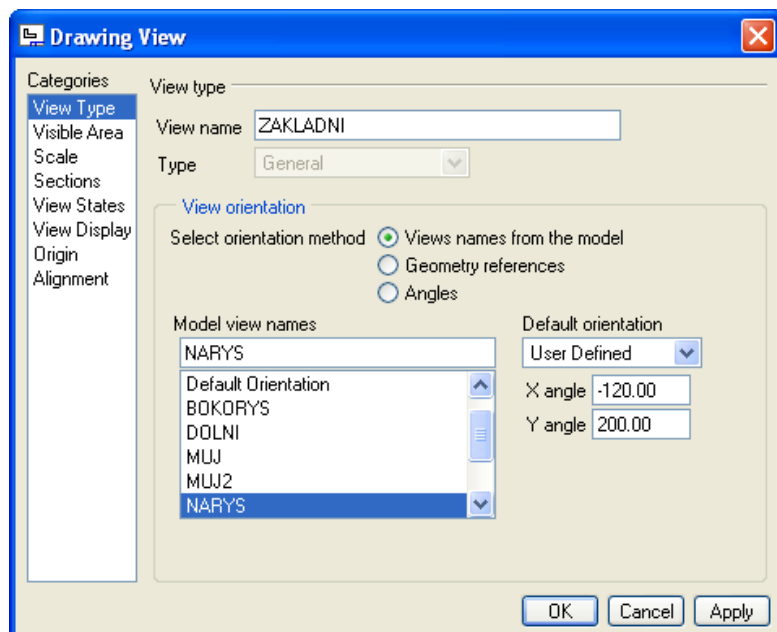 Drawing View
Categories
View Type
Visible Area
Scale
Sections
View States
View Display
Origin
Alignment
View type
View name ZAKLADNI
Type General
View orientation
Select orientation method Views names from the model
Geometry references
Angles
Model view names
NARYS
Default Orientation
BOKORYS
DOLNI
MUJ
MUJ2
NARYS
Default orientation
User Defined
X angle -120.00
Y angle 200.00
OK Cancel Apply